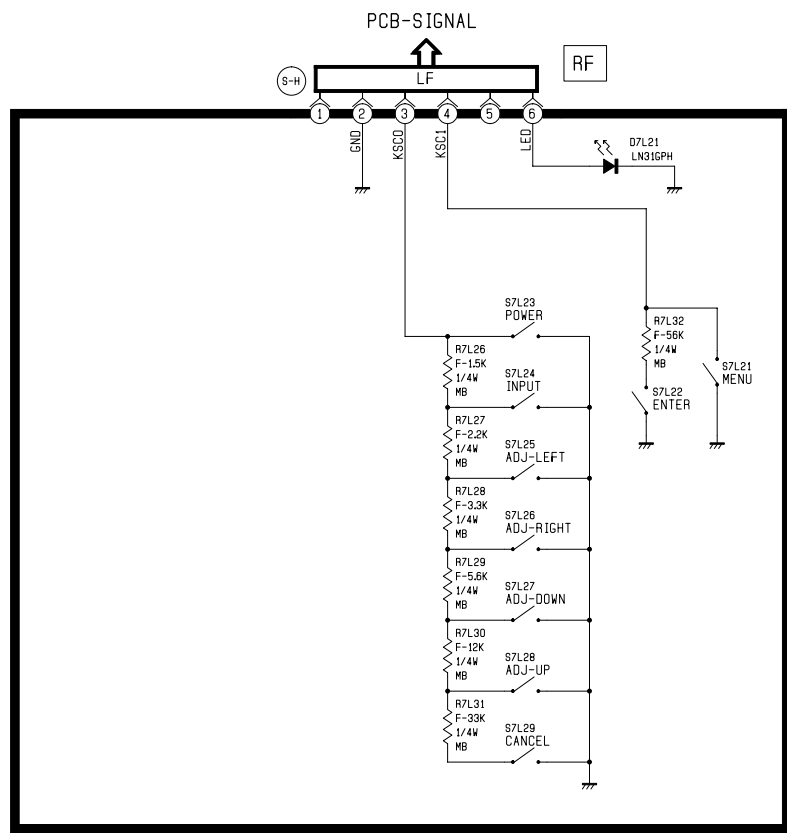 PCB-SIGNAL
S-H
LF
RF
1
2
3
4
5
6
GND
KSC0
KSC1
LED
D7L21
LN31GPH
S7L23
POWER
R7L26
F-1.5K
1/4W
MB
S7L24
INPUT
R7L27
F-2.2K
1/4W
MB
S7L25
ADJ-LEFT
R7L28
F-3.3K
1/4W
MB
S7L26
ADJ-RIGHT
R7L29
F-5.6K
1/4W
MB
S7L27
ADJ-DOWN
R7L30
F-12K
1/4W
MB
S7L28
ADJ-UP
R7L31
F-33K
1/4W
MB
S7L29
CANCEL
R7L32
F-56K
1/4W
MB
S7L22
ENTER
S7L21
MENU